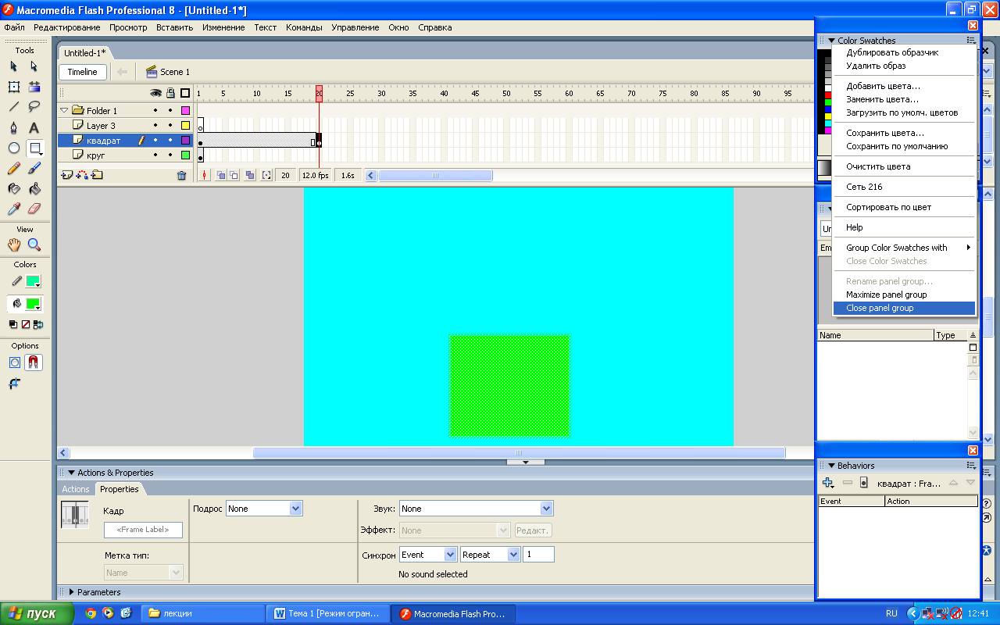 Macromedia Flash Professional 8 - [Untitled-1*]
Файл Редактирование Просмотр Вставить Изменение Текст Команды Управление Окно Справка
Tools
Untitled-1*
Timeline Scene 1
1 5 10 15 20 25 30 35 40 45 50 55 60 65 70 75 80 85 90 95
Folder 1
Layer 3
квадрат
круг
20 12.0 fps 1.6s
View
Colors
Options
Color Swatches
Дублировать образчик
Удалить образ
Добавить цвета...
Заменить цвета...
Загрузить по умолч. цветов
Сохранить цвета...
Сохранить по умолчанию
Очистить цвета
Сеть 216
Сортировать по цвет
Help
Group Color Swatches with
Close Color Swatches
Rename panel group...
Maximize panel group
Close panel group
Name Type
Behaviors
квадрат : Fra...
Event Action
Actions & Properties
Actions Properties
Кадр
<Frame Label>
Метка тип:
Name
Подрос None
Звук: None
Эффект: None Редакт.
Синхрон Event Repeat 1
No sound selected
Parameters
пуск лекции Тема 1 [Режим огран... Macromedia Flash Pro... RU 12:41